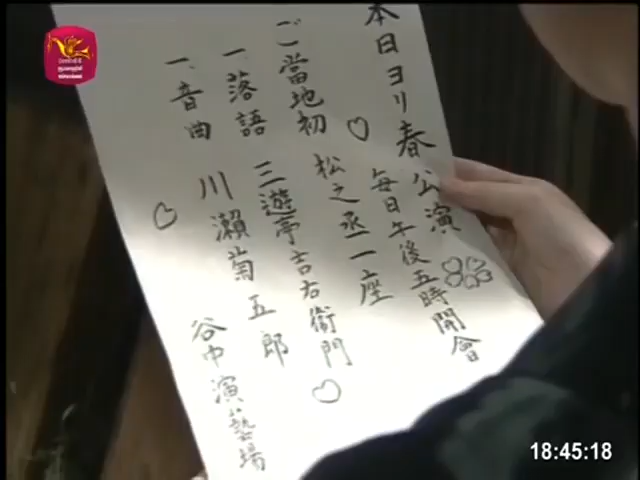 本日ヨリ春公演
毎日午後五時開會
ご當地初 松之丞一座
一、落語 三遊亭吉右衛門
一、音曲 川瀨菊五郎
谷中演藝場
18:45:18